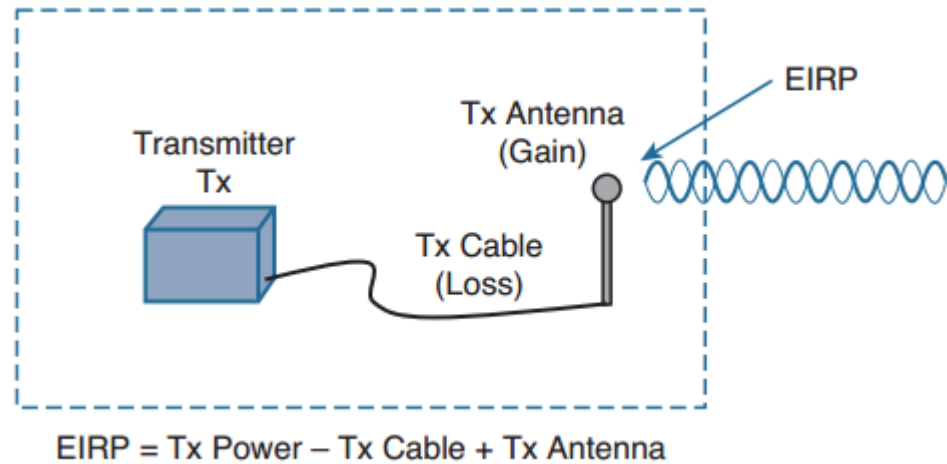 EIRP
Tx Antenna
(Gain)
Transmitter
Tx
Tx Cable
(Loss)
EIRP = Tx Power – Tx Cable + Tx Antenna